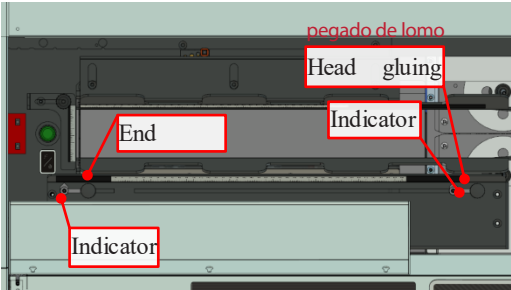 pegado de lomo
Head gluing
Indicator
End
Indicator